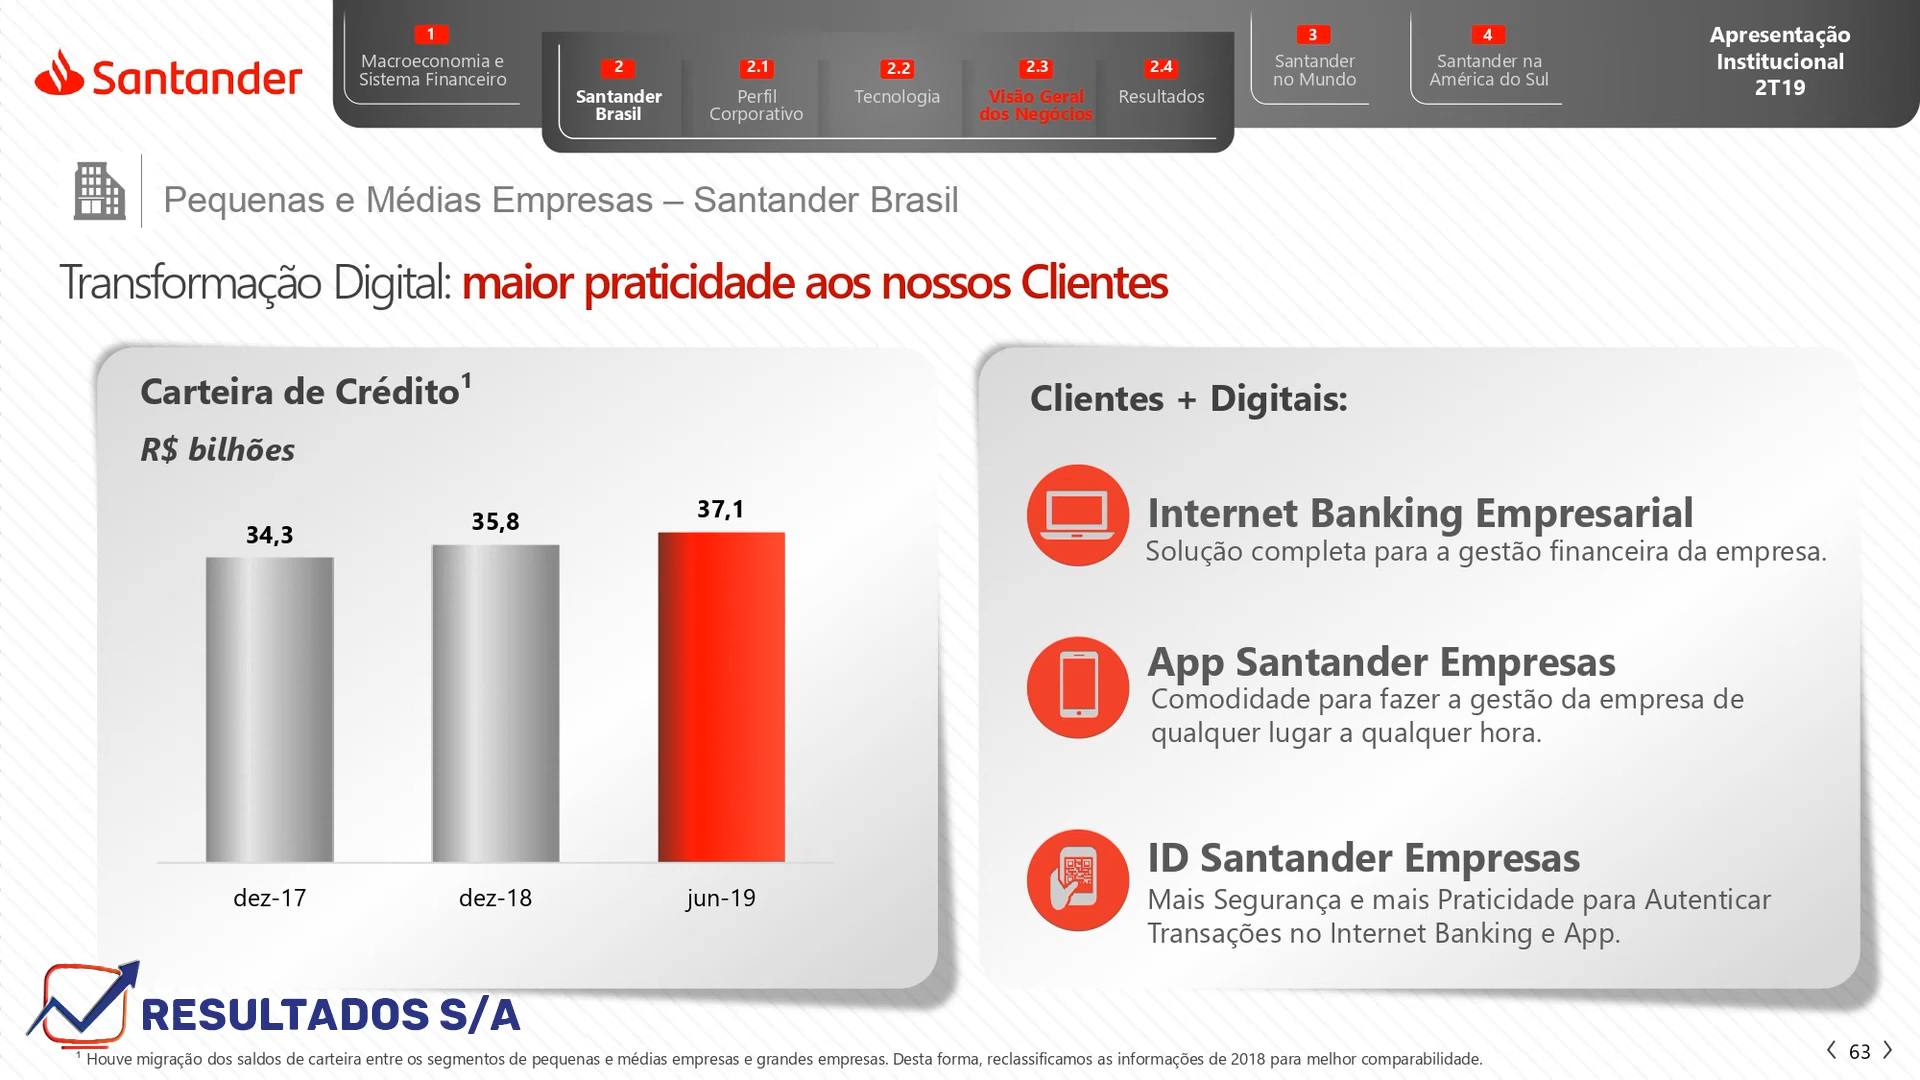 Santander
1
Macroeconomia e
Sistema Financeiro
2
Santander
Brasil
2.1
Perfil
Corporativo
2.2
Tecnologia
2.3
Visão Geral
dos Negócios
2.4
Resultados
3
Santander
no Mundo
4
Santander na
América do Sul
Apresentação
Institucional
2T19
Pequenas e Médias Empresas – Santander Brasil
Transformação Digital: maior praticidade aos nossos Clientes
Carteira de Crédito¹
R$ bilhões
34,3
35,8
37,1
dez-17
dez-18
jun-19
Clientes + Digitais:
Internet Banking Empresarial
Solução completa para a gestão financeira da empresa.
App Santander Empresas
Comodidade para fazer a gestão da empresa de
qualquer lugar a qualquer hora.
ID Santander Empresas
Mais Segurança e mais Praticidade para Autenticar
Transações no Internet Banking e App.
RESULTADOS S/A
¹ Houve migração dos saldos de carteira entre os segmentos de pequenas e médias empresas e grandes empresas. Desta forma, reclassificamos as informações de 2018 para melhor comparabilidade.
63